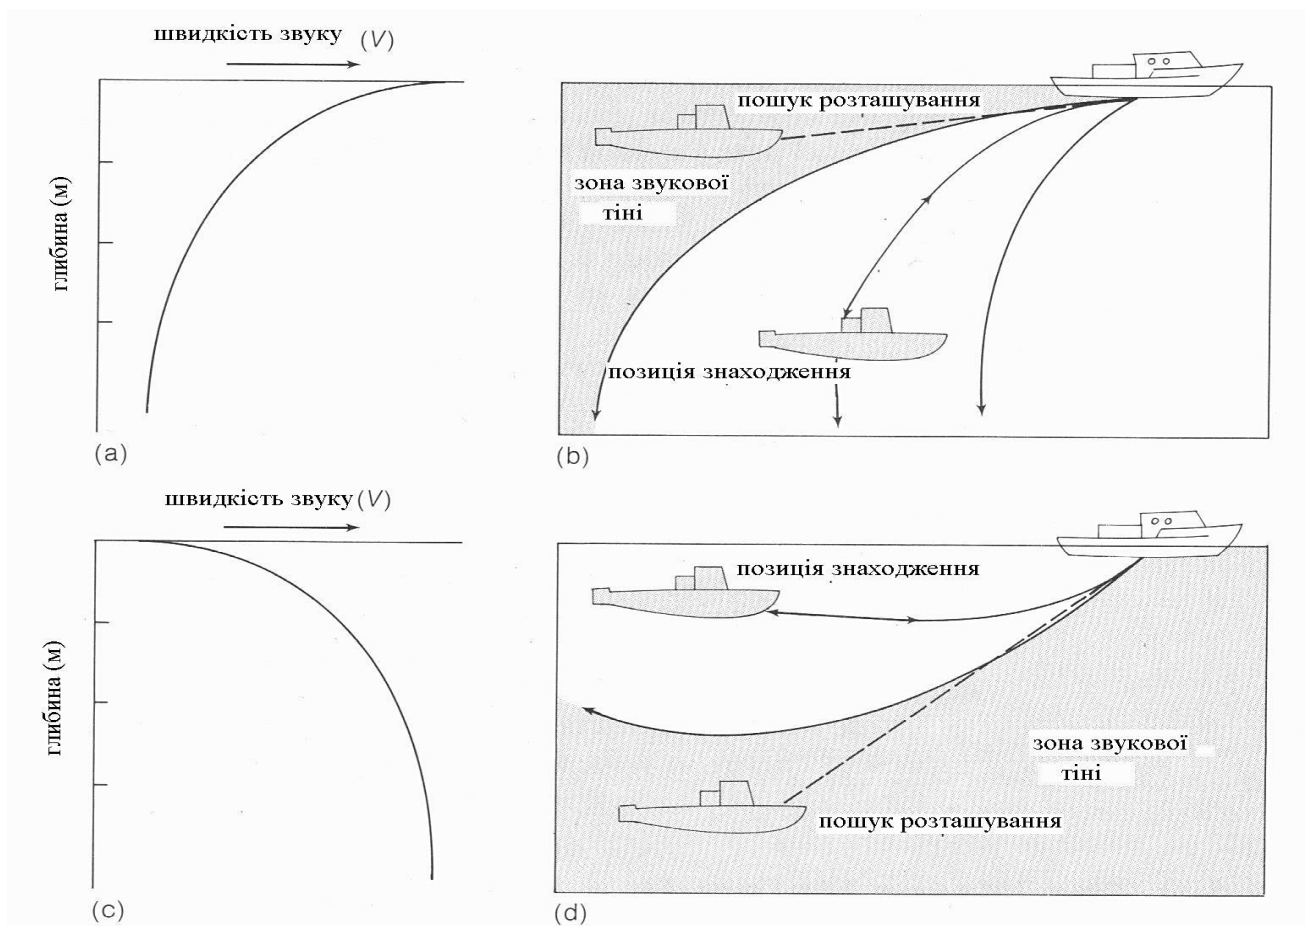 швидкість звуку (V)
глибина (м)
(a)
пошук розташування
зона звукової
тіні
позиція знаходження
(b)
швидкість звуку (V)
глибина (м)
(c)
позиція знаходження
зона звукової
тіні
пошук розташування
(d)